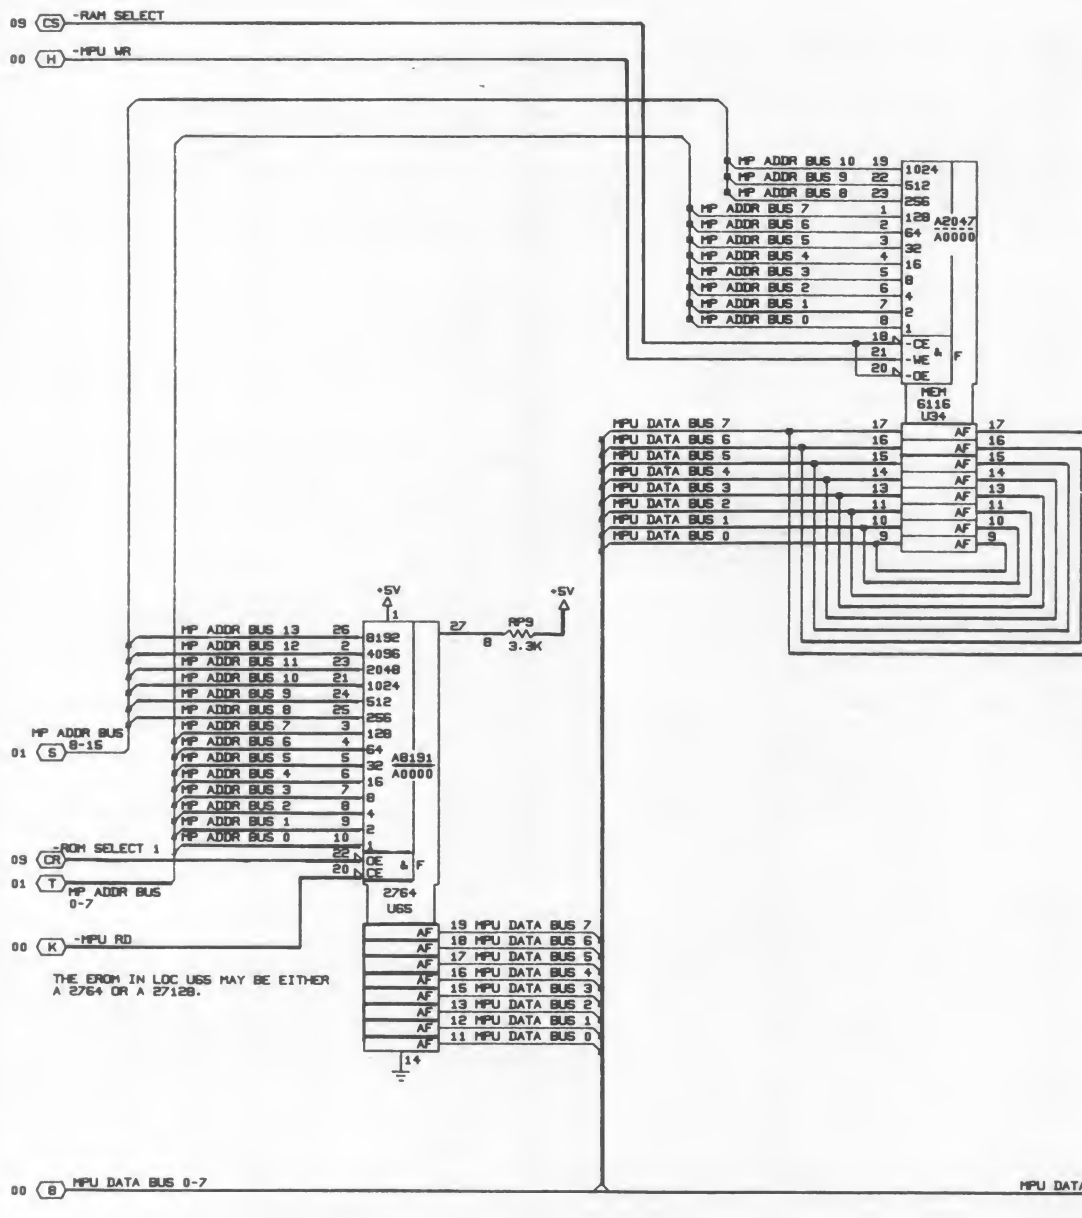 09 CS -RAM SELECT
00 H -MPU WR
MP ADDR BUS 10 19 1024
MP ADDR BUS 9 22 512
MP ADDR BUS 8 23 256
MP ADDR BUS 7 1 128
MP ADDR BUS 6 2 64
MP ADDR BUS 5 3 32
MP ADDR BUS 4 4 16
MP ADDR BUS 3 5 8
MP ADDR BUS 2 6 4
MP ADDR BUS 1 7 2
MP ADDR BUS 0 8 1
A2047
A0000
18 -CE
21 -WE & F
20 -OE
MEM
6116
U34
MPU DATA BUS 7 17 AF 17
MPU DATA BUS 6 16 AF 16
MPU DATA BUS 5 15 AF 15
MPU DATA BUS 4 14 AF 14
MPU DATA BUS 3 13 AF 13
MPU DATA BUS 2 11 AF 11
MPU DATA BUS 1 10 AF 10
MPU DATA BUS 0 9 AF 9
+5V
1
27
8
RP9
3.3K
+5V
MP ADDR BUS 13 26 8192
MP ADDR BUS 12 2 4096
MP ADDR BUS 11 23 2048
MP ADDR BUS 10 21 1024
MP ADDR BUS 9 24 512
MP ADDR BUS 8 25 256
MP ADDR BUS 7 3 128
MP ADDR BUS 6 4 64
MP ADDR BUS 5 5 32
MP ADDR BUS 4 6 16
MP ADDR BUS 3 7 8
MP ADDR BUS 2 8 4
MP ADDR BUS 1 9 2
MP ADDR BUS 0 10 1
A8191
A0000
MP ADDR BUS
8-15
01 S
09 CR -ROM SELECT 1
22 OE & F
20 CE
01 T
MP ADDR BUS
0-7
2764
U65
00 K -MPU RD
THE EROM IN LOC U65 MAY BE EITHER
A 2764 OR A 27128.
AF 19 MPU DATA BUS 7
AF 18 MPU DATA BUS 6
AF 17 MPU DATA BUS 5
AF 16 MPU DATA BUS 4
AF 15 MPU DATA BUS 3
AF 13 MPU DATA BUS 2
AF 12 MPU DATA BUS 1
AF 11 MPU DATA BUS 0
14
00 B MPU DATA BUS 0-7
MPU DATA